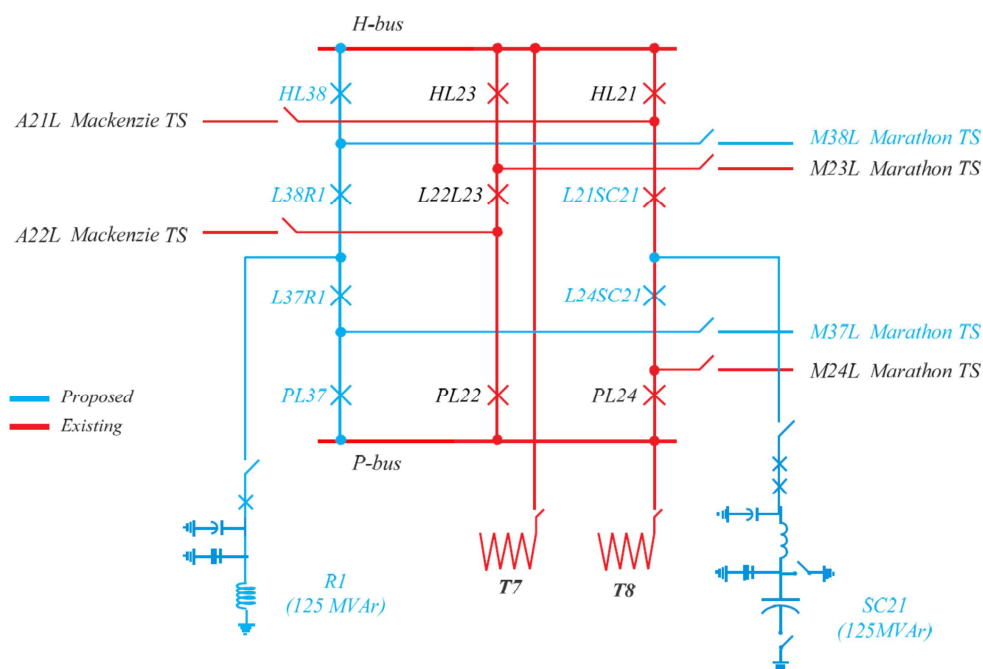 H-bus
HL38
HL23
HL21
A21L Mackenzie TS
M38L Marathon TS
M23L Marathon TS
L38R1
L22L23
L21SC21
A22L Mackenzie TS
L37R1
L24SC21
M37L Marathon TS
M24L Marathon TS
Proposed
PL37
PL22
PL24
Existing
P-bus
R1
(125 MVAr)
T7
T8
SC21
(125MVAr)